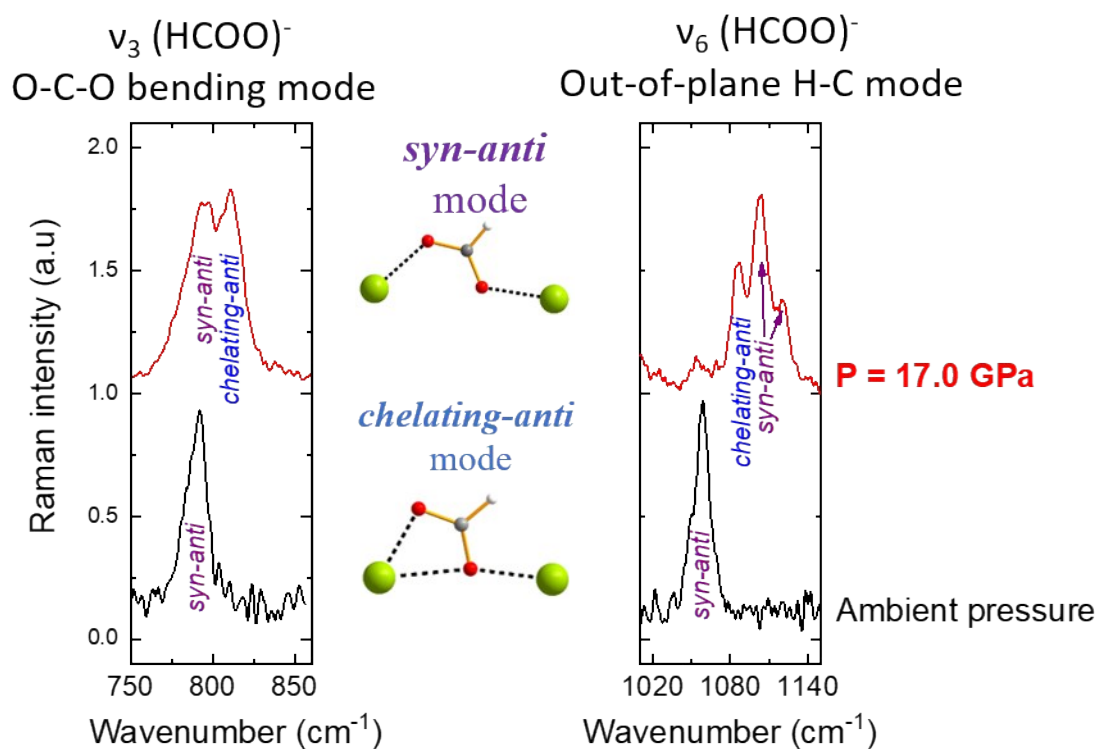 ν₃ (HCOO)⁻
O-C-O bending mode
ν₆ (HCOO)⁻
Out-of-plane H-C mode
Raman intensity (a.u)
2.0
1.5
1.0
0.5
0.0
syn-anti
chelating-anti
syn-anti
750
800
850
Wavenumber (cm⁻¹)
syn-anti
mode
chelating-anti
mode
chelating-anti
syn-anti
syn-anti
1020
1080
1140
Wavenumber (cm⁻¹)
P = 17.0 GPa
Ambient pressure